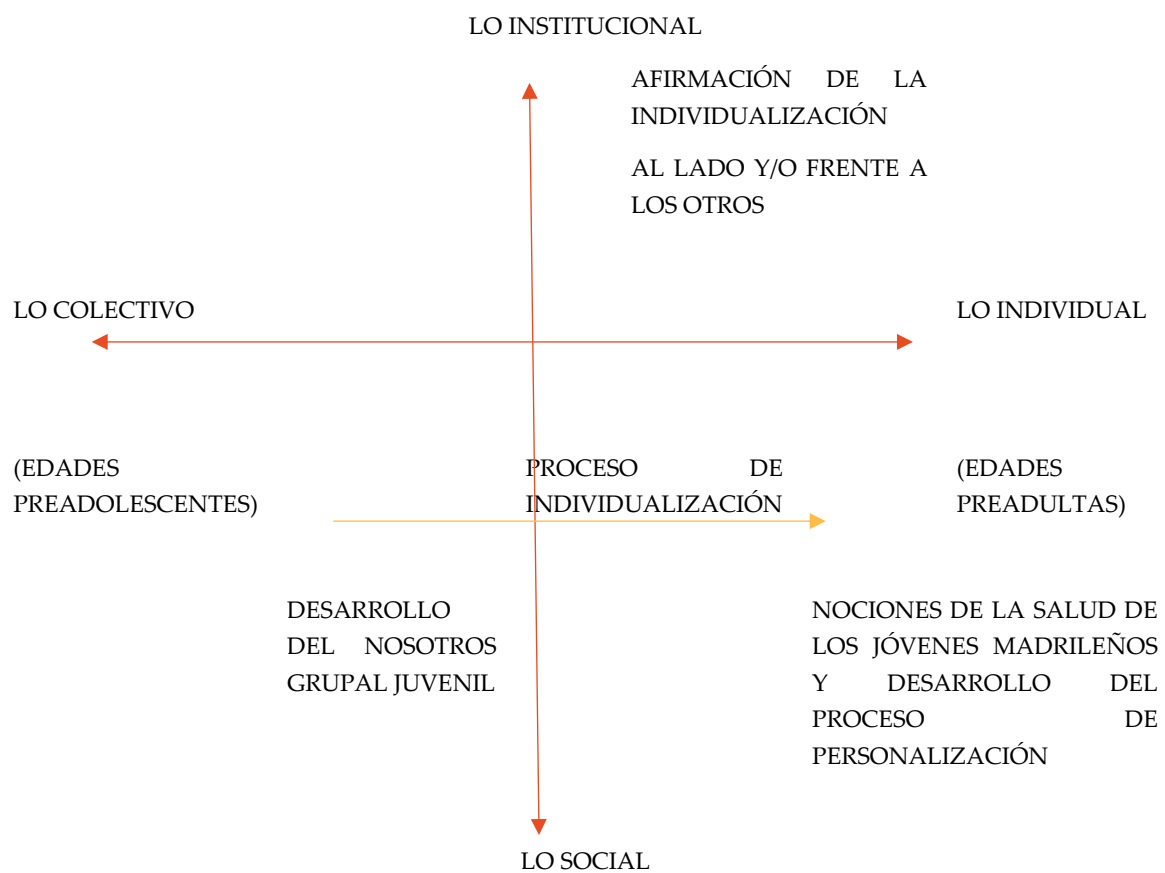 LO INSTITUCIONAL
AFIRMACIÓN DE LA
INDIVIDUALIZACIÓN
AL LADO Y/O FRENTE A
LOS OTROS
LO COLECTIVO
LO INDIVIDUAL
(EDADES
PREADOLESCENTES)
PROCESO DE
INDIVIDUALIZACIÓN
(EDADES
PREADULTAS)
DESARROLLO
DEL NOSOTROS
GRUPAL JUVENIL
NOCIONES DE LA SALUD DE
LOS JÓVENES MADRILEÑOS
Y DESARROLLO DEL
PROCESO DE
PERSONALIZACIÓN
LO SOCIAL